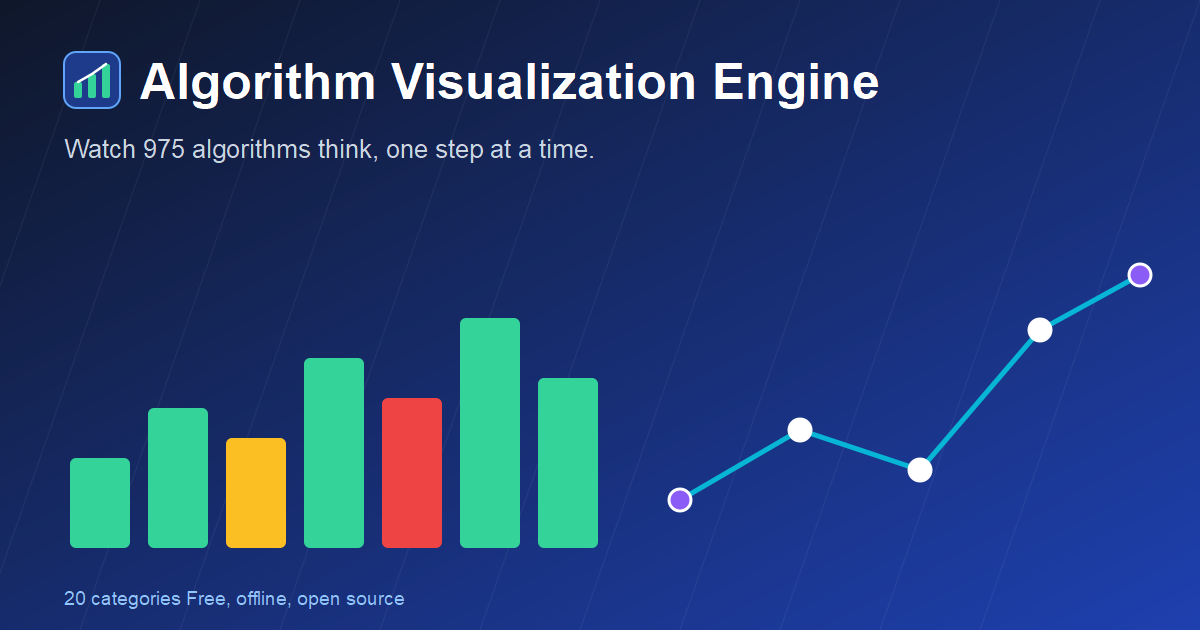 Algorithm Visualization Engine
Watch 975 algorithms think, one step at a time.
20 categories Free, offline, open source